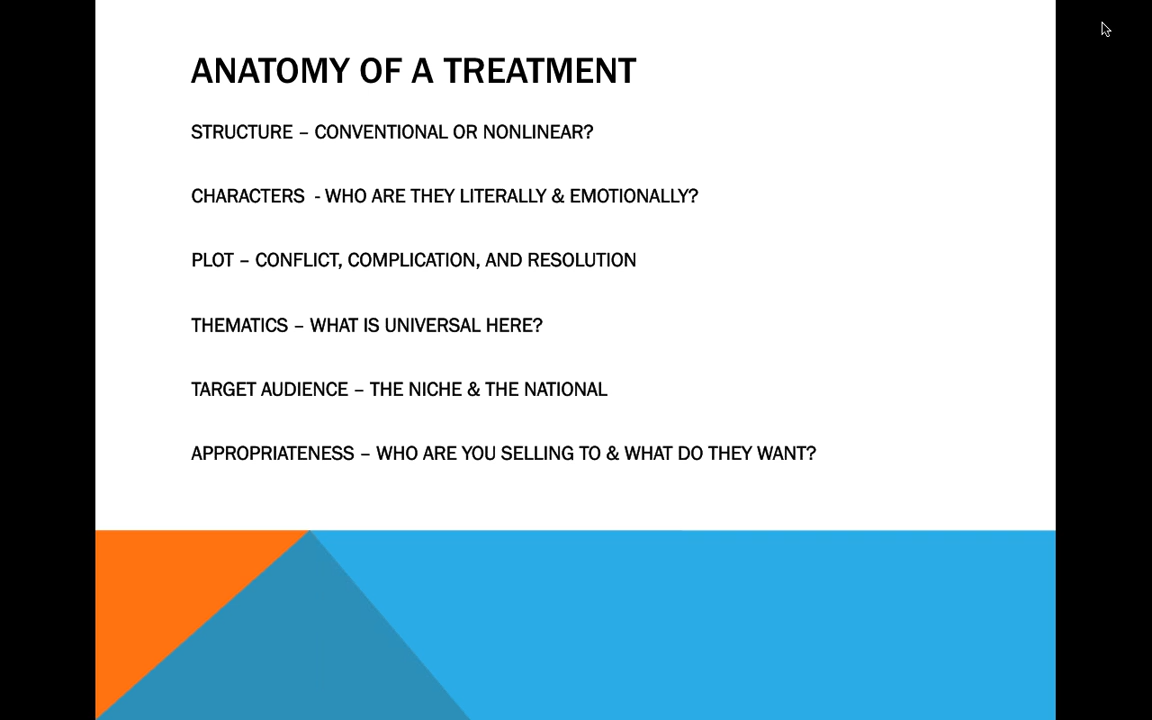 ANATOMY OF A TREATMENT
STRUCTURE – CONVENTIONAL OR NONLINEAR?
CHARACTERS  - WHO ARE THEY LITERALLY & EMOTIONALLY?
PLOT – CONFLICT, COMPLICATION, AND RESOLUTION
THEMATICS – WHAT IS UNIVERSAL HERE?
TARGET AUDIENCE – THE NICHE & THE NATIONAL
APPROPRIATENESS – WHO ARE YOU SELLING TO & WHAT DO THEY WANT?